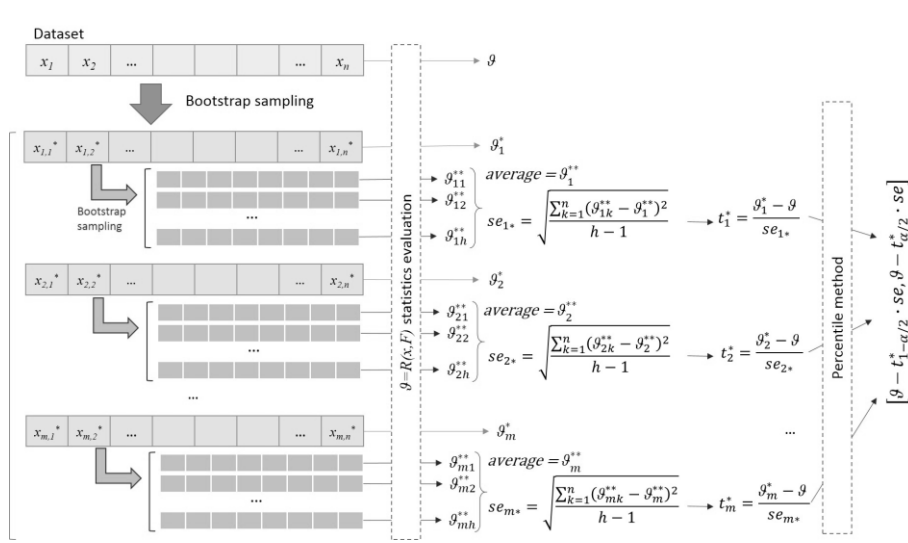 Dataset
x₁ x₂ ... ... xₙ
ϑ
Bootstrap sampling
x₁,₁* x₁,₂* ... ... x₁,ₙ*
ϑ₁*
Bootstrap
sampling
...
ϑ₁₁**
ϑ₁₂**
ϑ₁ₕ**
average = ϑ₁**
se₁* = √(∑ₖ₌₁ⁿ(ϑ₁ₖ** − ϑ₁**)² / (h − 1))
t₁* = (ϑ₁* − ϑ) / se₁*
x₂,₁* x₂,₂* ... ... x₂,ₙ*
ϑ₂*
...
ϑ₂₁**
ϑ₂₂**
ϑ₂ₕ**
average = ϑ₂**
se₂* = √(∑ₖ₌₁ⁿ(ϑ₂ₖ** − ϑ₂**)² / (h − 1))
t₂* = (ϑ₂* − ϑ) / se₂*
...
...
xₘ,₁* xₘ,₂* ... ... xₘ,ₙ*
ϑₘ*
...
ϑₘ₁**
ϑₘ₂**
ϑₘₕ**
average = ϑₘ**
seₘ* = √(∑ₖ₌₁ⁿ(ϑₘₖ** − ϑₘ**)² / (h − 1))
tₘ* = (ϑₘ* − ϑ) / seₘ*
ϑ=R(x,F) statistics evaluation
Percentile method
[ϑ − t*₁₋α/₂ · se, ϑ − t*α/₂ · se]